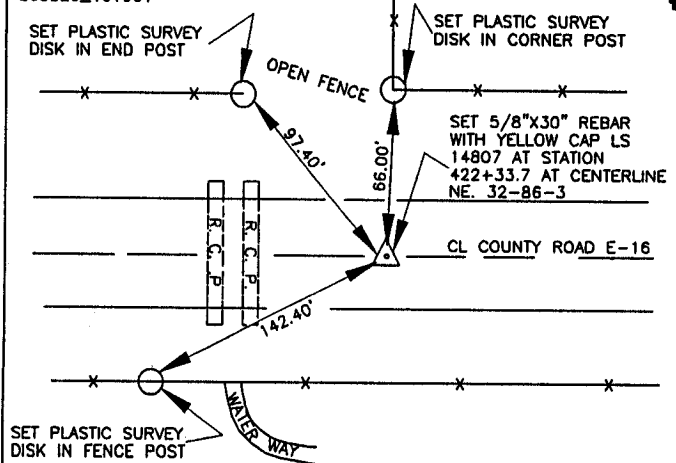 SET PLASTIC SURVEY
DISK IN END POST
SET PLASTIC SURVEY
DISK IN CORNER POST
OPEN FENCE
SET 5/8"X30" REBAR
WITH YELLOW CAP LS
14807 AT STATION
422+33.7 AT CENTERLINE
NE. 32-86-3
97.40'
66.00'
R. C. P.
R. C. P.
CL COUNTY ROAD E-16
142.40'
WATER WAY
SET PLASTIC SURVEY
DISK IN FENCE POST